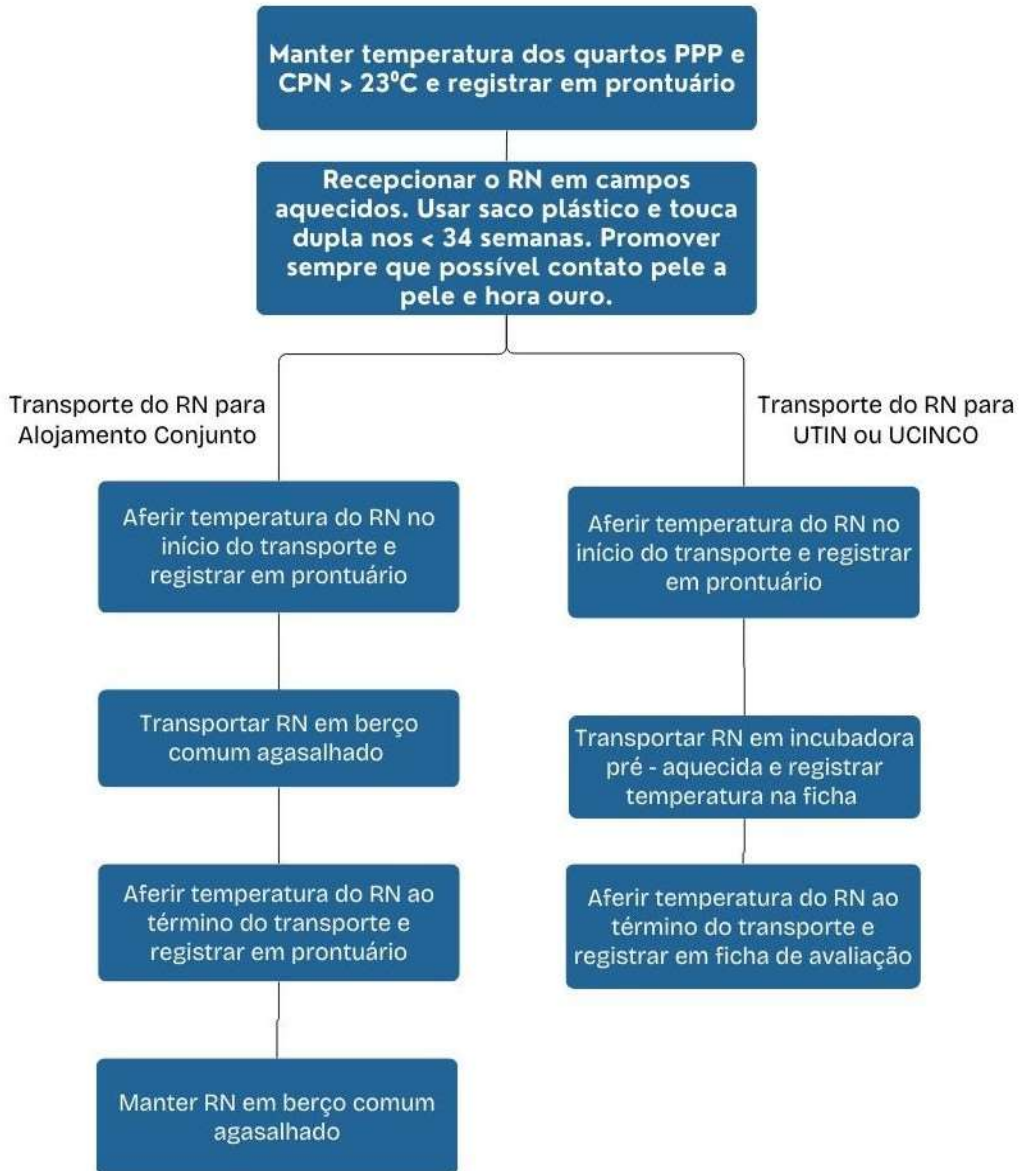 Manter temperatura dos quartos PPP e
CPN > 23ºC e registrar em prontuário
Recepcionar o RN em campos
aquecidos. Usar saco plástico e touca
dupla nos < 34 semanas. Promover
sempre que possível contato pele a
pele e hora ouro.
Transporte do RN para
Alojamento Conjunto
Aferir temperatura do RN no
início do transporte e
registrar em prontuário
Transportar RN em berço
comum agasalhado
Aferir temperatura do RN ao
término do transporte e
registrar em prontuário
Manter RN em berço comum
agasalhado
Transporte do RN para
UTIN ou UCINCO
Aferir temperatura do RN no
início do transporte e registrar
em prontuário
Transportar RN em incubadora
pré - aquecida e registrar
temperatura na ficha
Aferir temperatura do RN ao
término do transporte e
registrar em ficha de avaliação